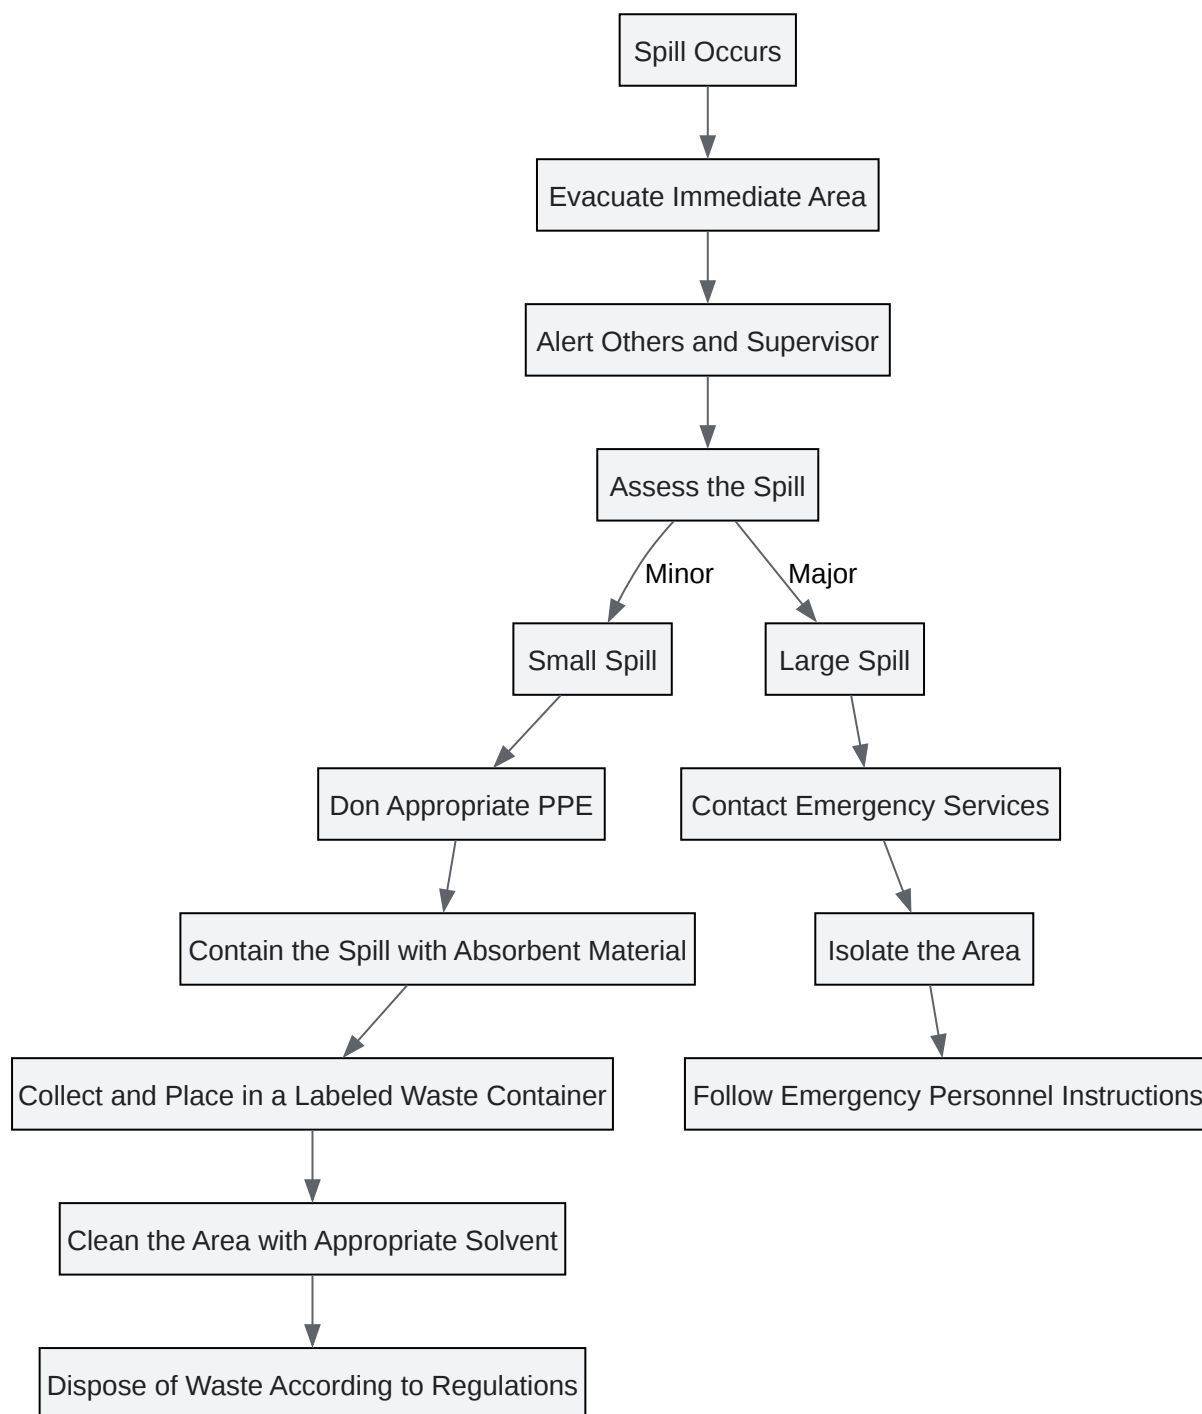 Spill Occurs
Evacuate Immediate Area
Alert Others and Supervisor
Assess the Spill
Minor
Major
Small Spill
Large Spill
Don Appropriate PPE
Contact Emergency Services
Contain the Spill with Absorbent Material
Isolate the Area
Collect and Place in a Labeled Waste Container
Follow Emergency Personnel Instructions
Clean the Area with Appropriate Solvent
Dispose of Waste According to Regulations